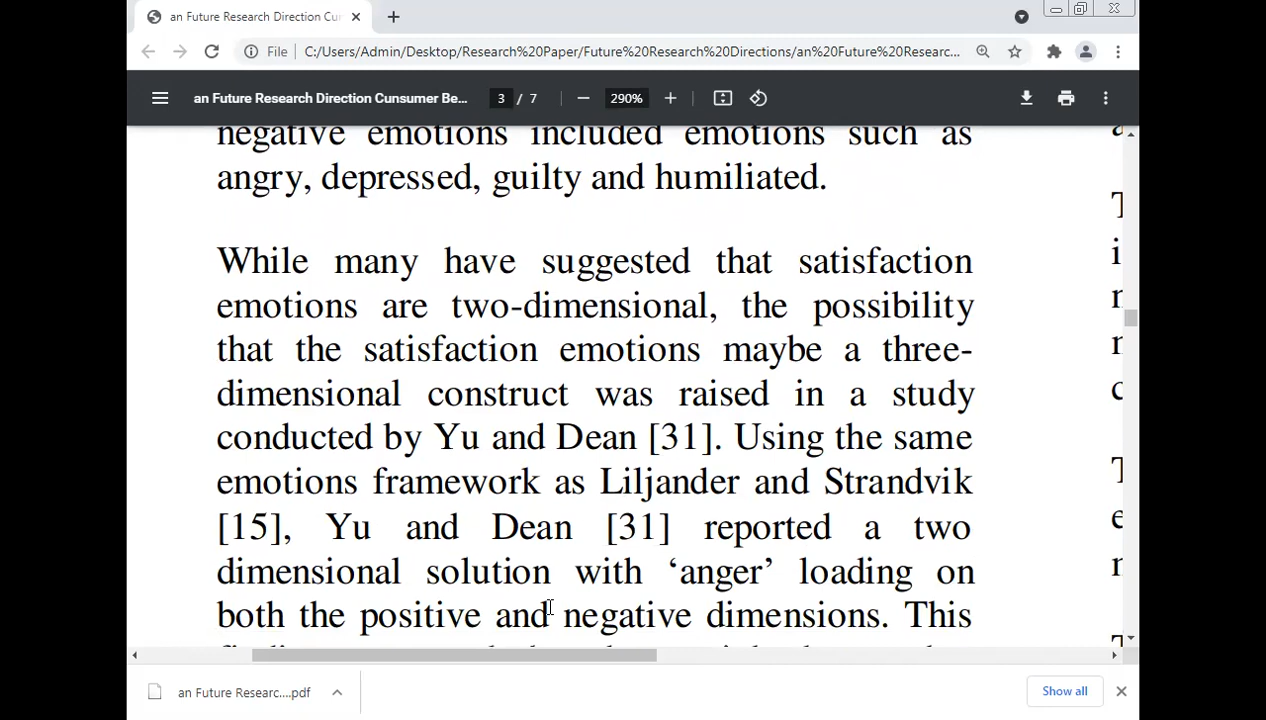 an Future Research Direction Cur
File C:/Users/Admin/Desktop/Research%20Paper/Future%20Research%20Directions/an%20Future%20Researc...
an Future Research Direction Cunsumer Be... 3 / 7 290%
negative emotions included emotions such as
angry, depressed, guilty and humiliated.
While many have suggested that satisfaction
emotions are two-dimensional, the possibility
that the satisfaction emotions maybe a three-
dimensional construct was raised in a study
conducted by Yu and Dean [31]. Using the same
emotions framework as Liljander and Strandvik
[15], Yu and Dean [31] reported a two
dimensional solution with ‘anger’ loading on
both the positive and negative dimensions. This
an Future Researc....pdf
Show all